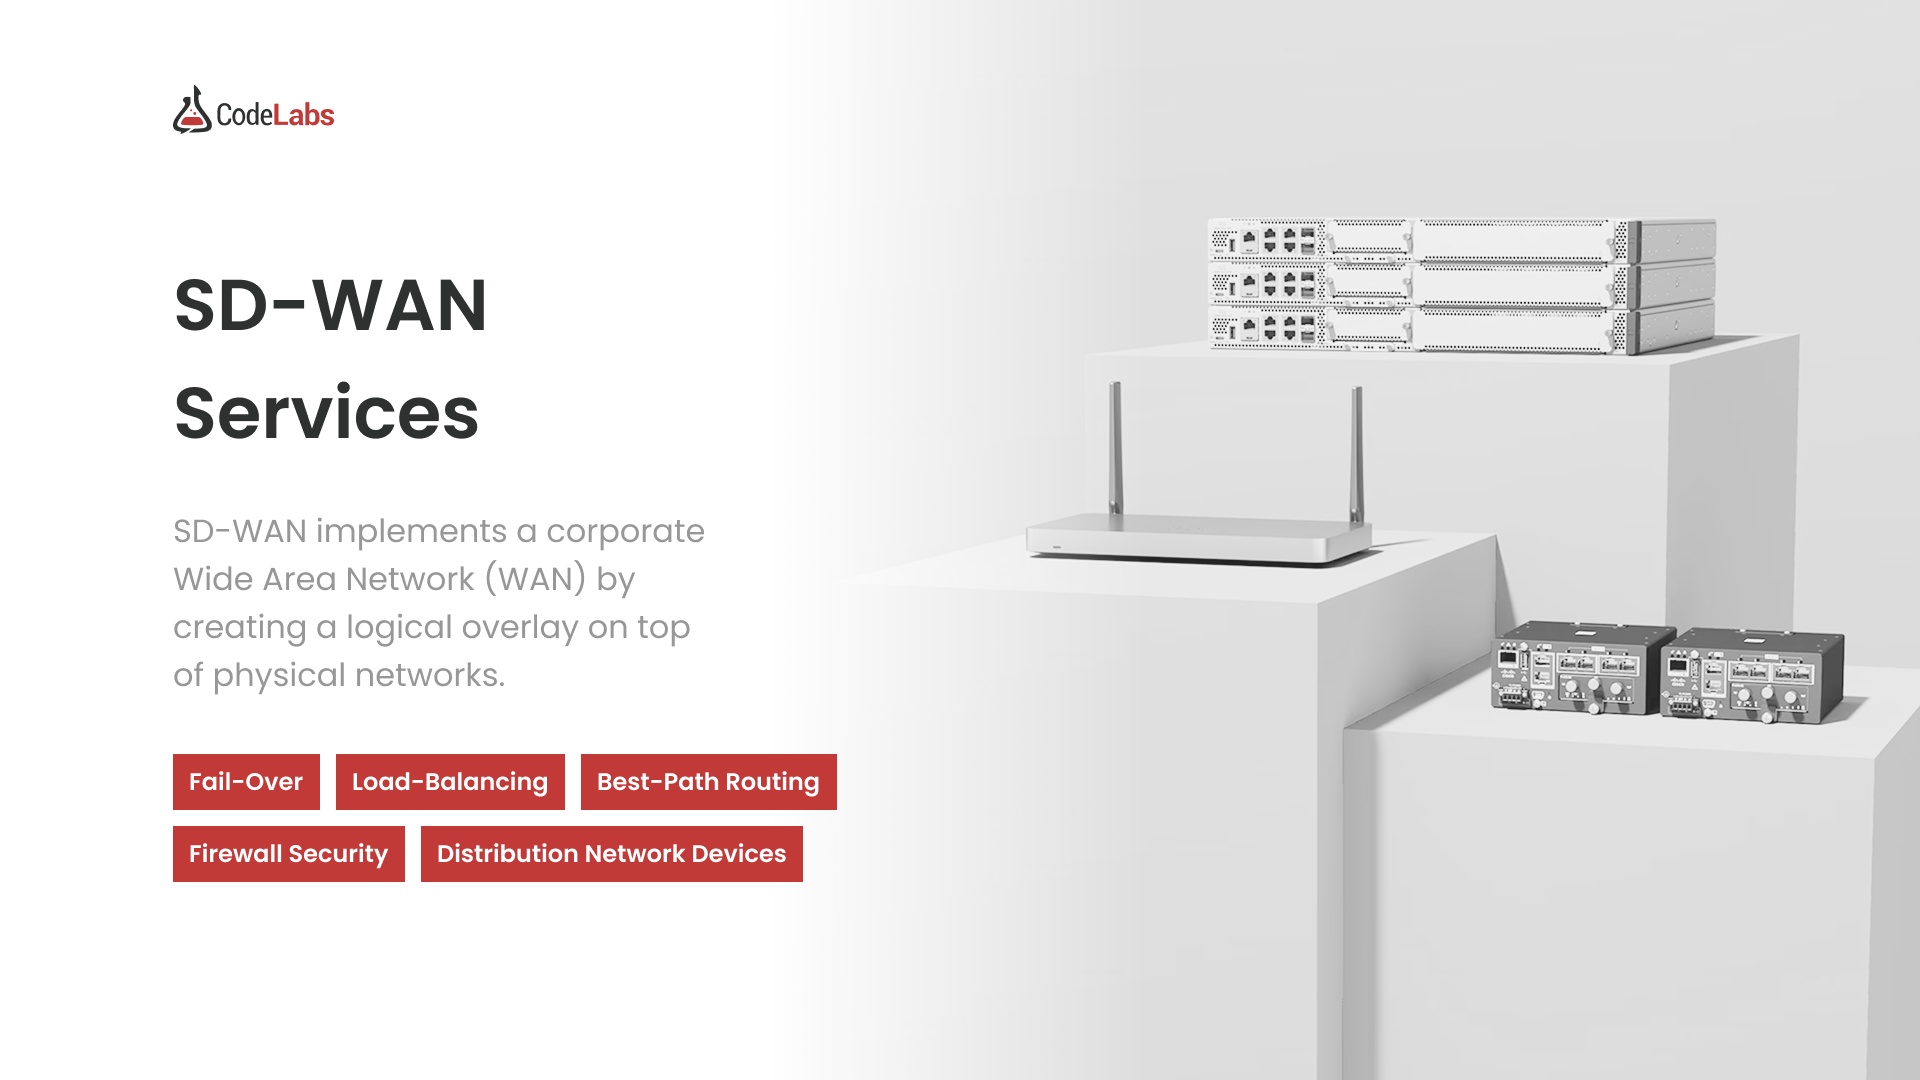 CodeLabs
SD-WAN
Services
SD-WAN implements a corporate
Wide Area Network (WAN) by
creating a logical overlay on top
of physical networks.
Fail-Over
Load-Balancing
Best-Path Routing
Firewall Security
Distribution Network Devices